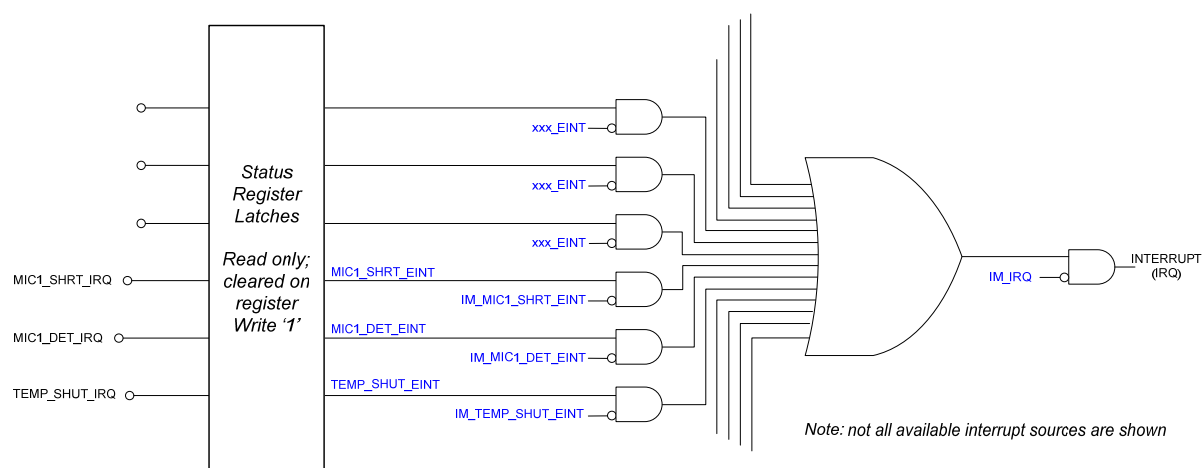 xxx_EINT
xxx_EINT
xxx_EINT
Status
Register
Latches
Read only;
cleared on
register
Write ‘1’
MIC1_SHRT_IRQ
MIC1_SHRT_EINT
IM_MIC1_SHRT_EINT
MIC1_DET_IRQ
MIC1_DET_EINT
IM_MIC1_DET_EINT
TEMP_SHUT_IRQ
TEMP_SHUT_EINT
IM_TEMP_SHUT_EINT
IM_IRQ
INTERRUPT
(IRQ)
Note: not all available interrupt sources are shown